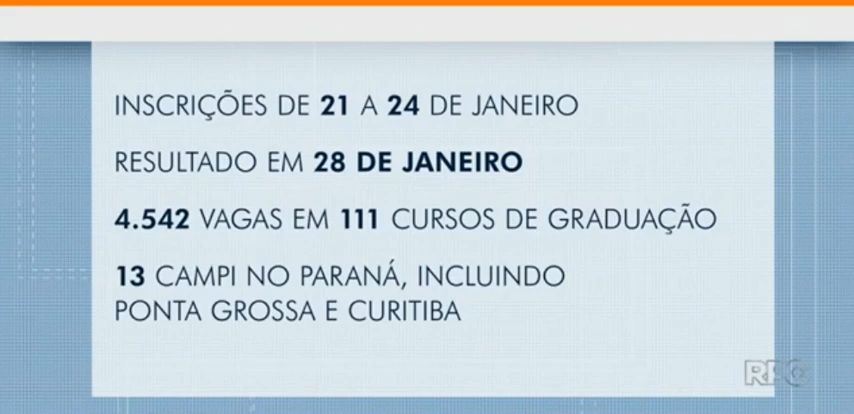 INSCRIÇÕES DE 21 A 24 DE JANEIRO
RESULTADO EM 28 DE JANEIRO
4.542 VAGAS EM 111 CURSOS DE GRADUAÇÃO
13 CAMPI NO PARANÁ, INCLUINDO
PONTA GROSSA E CURITIBA
RPC